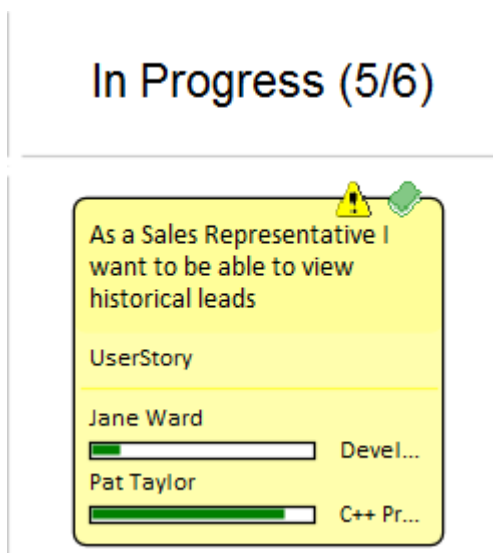 In Progress (5/6)
As a Sales Representative I
want to be able to view
historical leads
UserStory
Jane Ward
Devel...
Pat Taylor
C++ Pr...